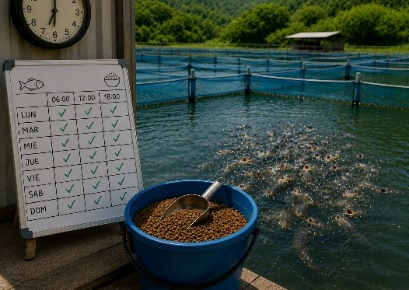 06:00 12:00 18:00
LUN ✓ ✓ ✓
MAR ✓ ✓ ✓
MIE ✓ ✓ ✓
JUE ✓ ✓ ✓
VIE ✓ ✓ ✓
SAB ✓ ✓ ✓
DOM ✓ ✓ ✓